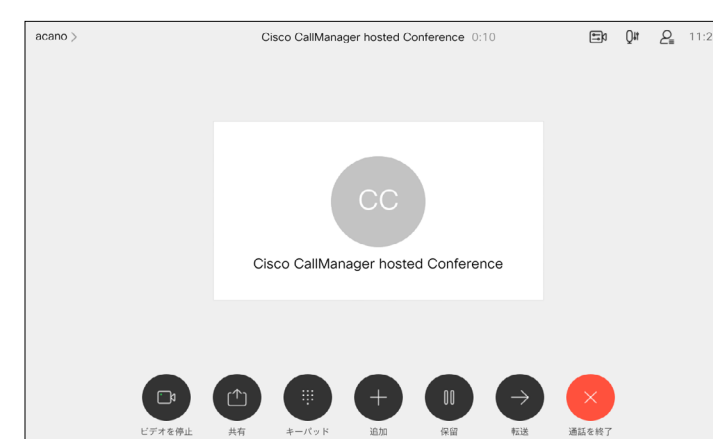 acano >
Cisco CallManager hosted Conference 0:10
11:2
CC
Cisco CallManager hosted Conference
ビデオを停止 共有 キーパッド 追加 保留 転送 通話を終了